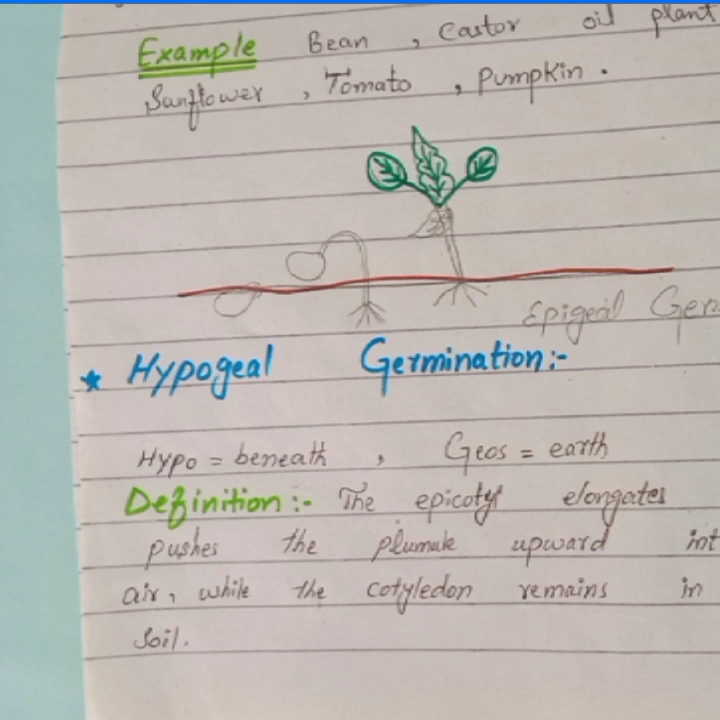 Example Bean , Castor oil plant
Sunflower , Tomato , Pumpkin .
Epigeal Ger
* Hypogeal Germination:-
Hypo = beneath , Geos = earth
Definition :- The epicotyl elongates
pushes the plumule upward int
air, while the cotyledon remains in
Soil.